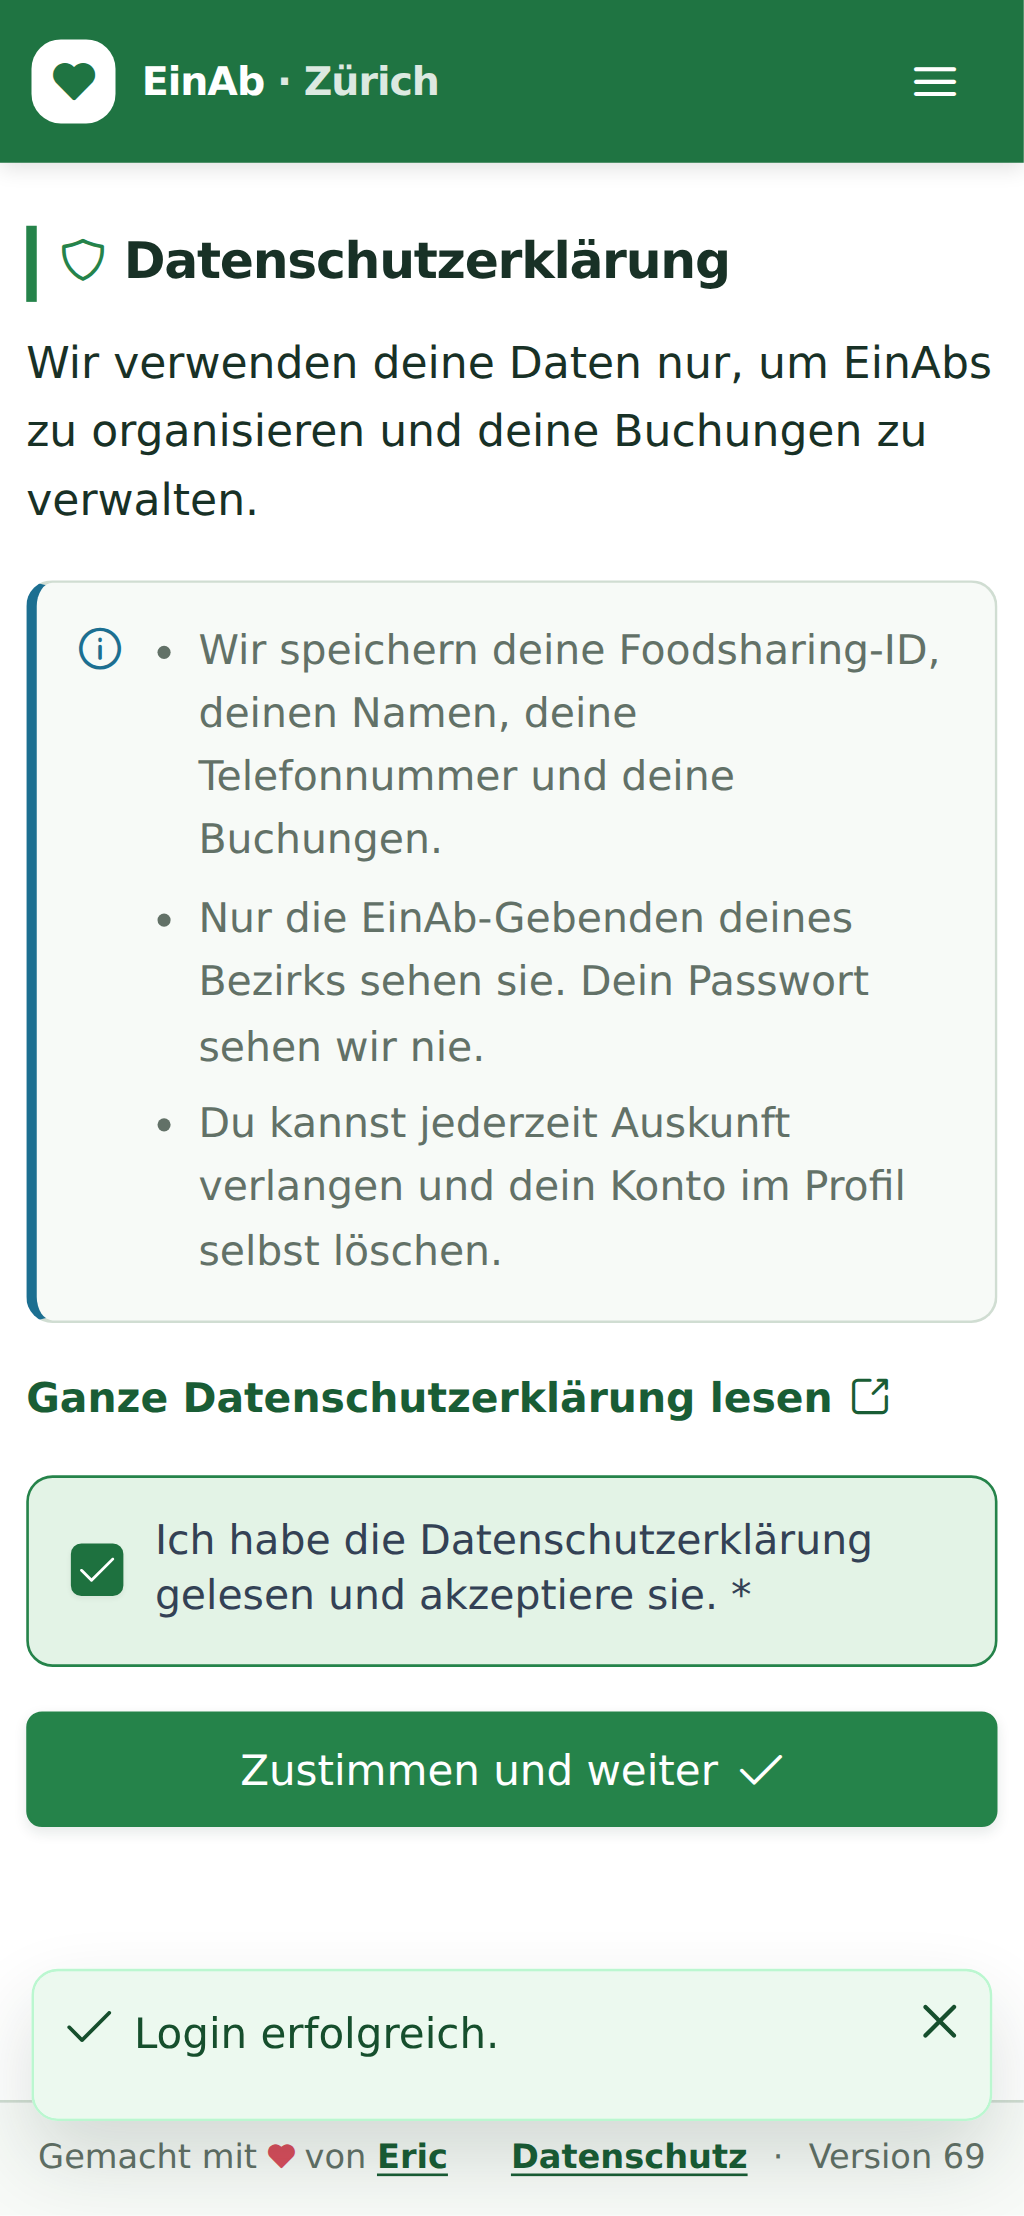 EinAb · Zürich
Datenschutzerklärung
Wir verwenden deine Daten nur, um EinAbs
zu organisieren und deine Buchungen zu
verwalten.
• Wir speichern deine Foodsharing-ID,
deinen Namen, deine
Telefonnummer und deine
Buchungen.
• Nur die EinAb-Gebenden deines
Bezirks sehen sie. Dein Passwort
sehen wir nie.
• Du kannst jederzeit Auskunft
verlangen und dein Konto im Profil
selbst löschen.
Ganze Datenschutzerklärung lesen
Ich habe die Datenschutzerklärung
gelesen und akzeptiere sie. *
Zustimmen und weiter
Login erfolgreich.
Gemacht mit ❤ von Eric Datenschutz · Version 69